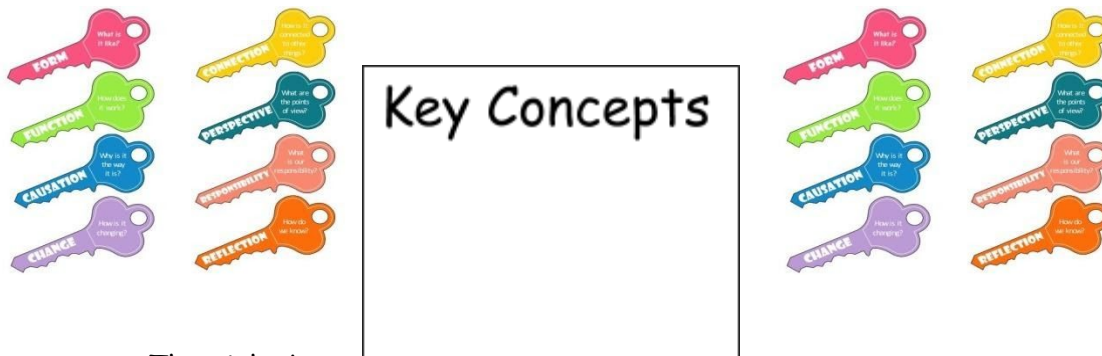 What is
it like?
FORM
How is it
connected
to other
things?
CONNECTION
How does
it work?
FUNCTION
What are
the points
of view?
PERSPECTIVE
Why is it
the way
it is?
CAUSATION
What
is our
responsibility?
RESPONSIBILITY
How is it
changing?
CHANGE
How do
we know?
REFLECTION
Key Concepts
What is
it like?
FORM
How is it
connected
to other
things?
CONNECTION
How does
it work?
FUNCTION
What are
the points
of view?
PERSPECTIVE
Why is it
the way
it is?
CAUSATION
What
is our
responsibility?
RESPONSIBILITY
How is it
changing?
CHANGE
How do
we know?
REFLECTION